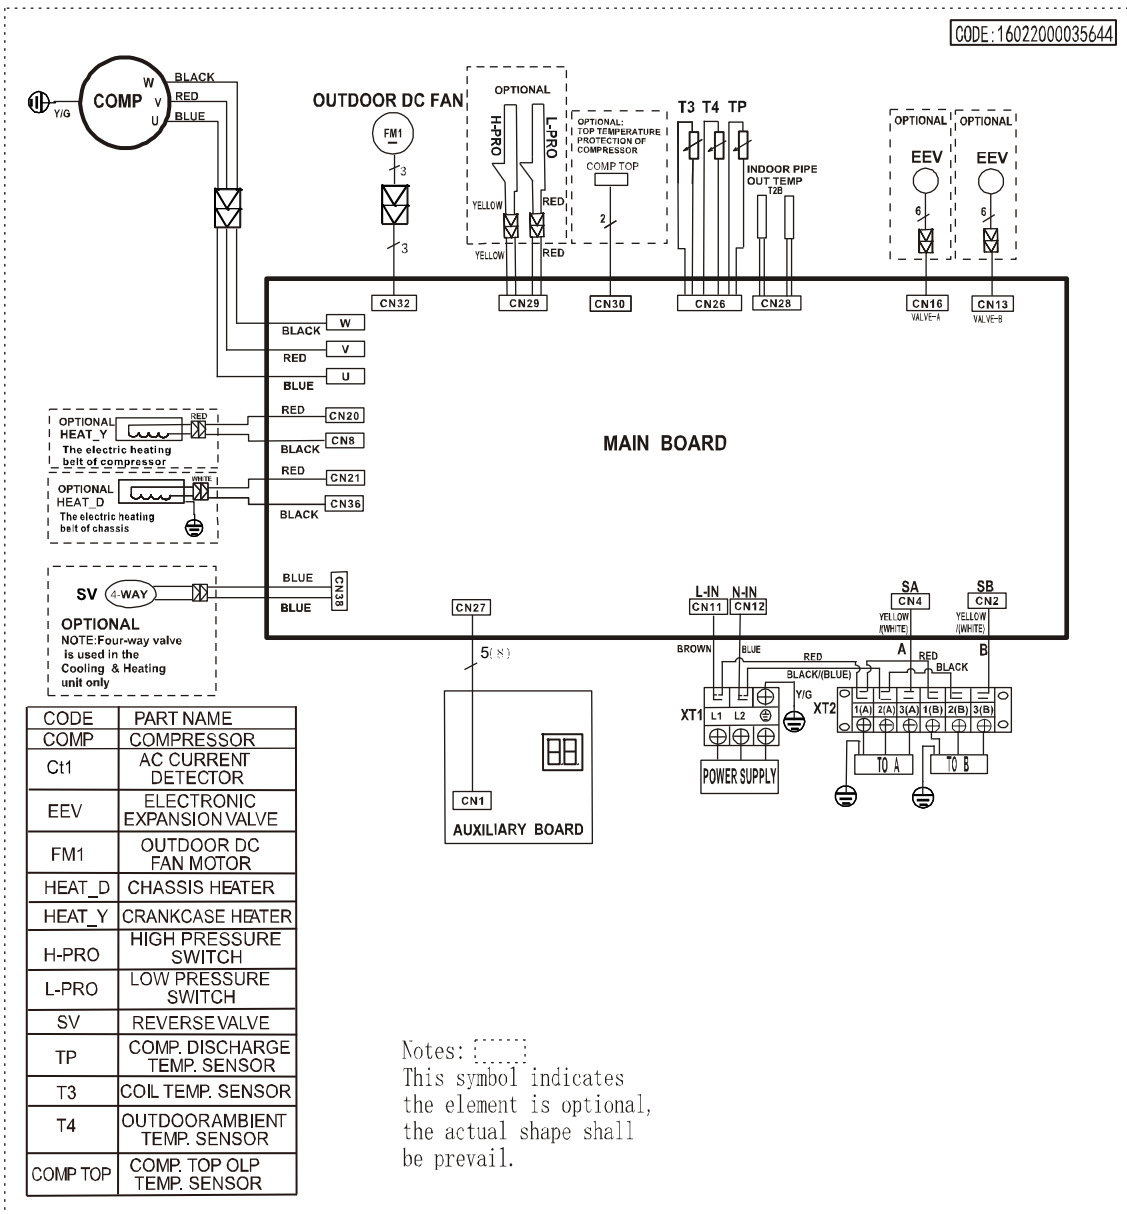 CODE:16022000035644
COMP
W
V
U
Y/G
BLACK
RED
BLUE
OUTDOOR DC FAN
FM1
3
3
OPTIONAL
H-PRO
L-PRO
YELLOW
RED
YELLOW
RED
OPTIONAL:
TOP TEMPERATURE
PROTECTION OF
COMPRESSOR
COMP TOP
2
T3 T4 TP
INDOOR PIPE
OUT TEMP
T2B
OPTIONAL
EEV
6
OPTIONAL
EEV
6
CN32
CN29
CN30
CN26
CN28
CN16
VALVE-A
CN13
VALVE-B
BLACK
W
RED
V
BLUE
U
OPTIONAL
HEAT_Y
RED
The electric heating
belt of compressor
RED
CN20
BLACK
CN8
OPTIONAL
HEAT_D
WHITE
The electric heating
belt of chassis
RED
CN21
BLACK
CN36
MAIN BOARD
SV
4-WAY
OPTIONAL
NOTE:Four-way valve
is used in the
Cooling & Heating
unit only
BLUE
BLUE
CN38
CN27
5(8)
CN1
AUXILIARY BOARD
L-IN N-IN
CN11 CN12
BROWN
BLUE
SA
CN4
YELLOW
/(WHITE)
A
SB
CN2
YELLOW
/(WHITE)
B
RED
RED
BLACK/(BLUE)
BLACK
Y/G
XT1
L1 L2
POWER SUPPLY
XT2
1(A) 2(A) 3(A) 1(B) 2(B) 3(B)
TO A
TO B
CODE PART NAME
COMP COMPRESSOR
Ct1 AC CURRENT
DETECTOR
EEV ELECTRONIC
EXPANSION VALVE
FM1 OUTDOOR DC
FAN MOTOR
HEAT_D CHASSIS HEATER
HEAT_Y CRANKCASE HEATER
H-PRO HIGH PRESSURE
SWITCH
L-PRO LOW PRESSURE
SWITCH
SV REVERSE VALVE
TP COMP. DISCHARGE
TEMP. SENSOR
T3 COIL TEMP. SENSOR
T4 OUTDOORAMBIENT
TEMP. SENSOR
COMP TOP COMP. TOP OLP
TEMP. SENSOR
Notes:
This symbol indicates
the element is optional,
the actual shape shall
be prevail.